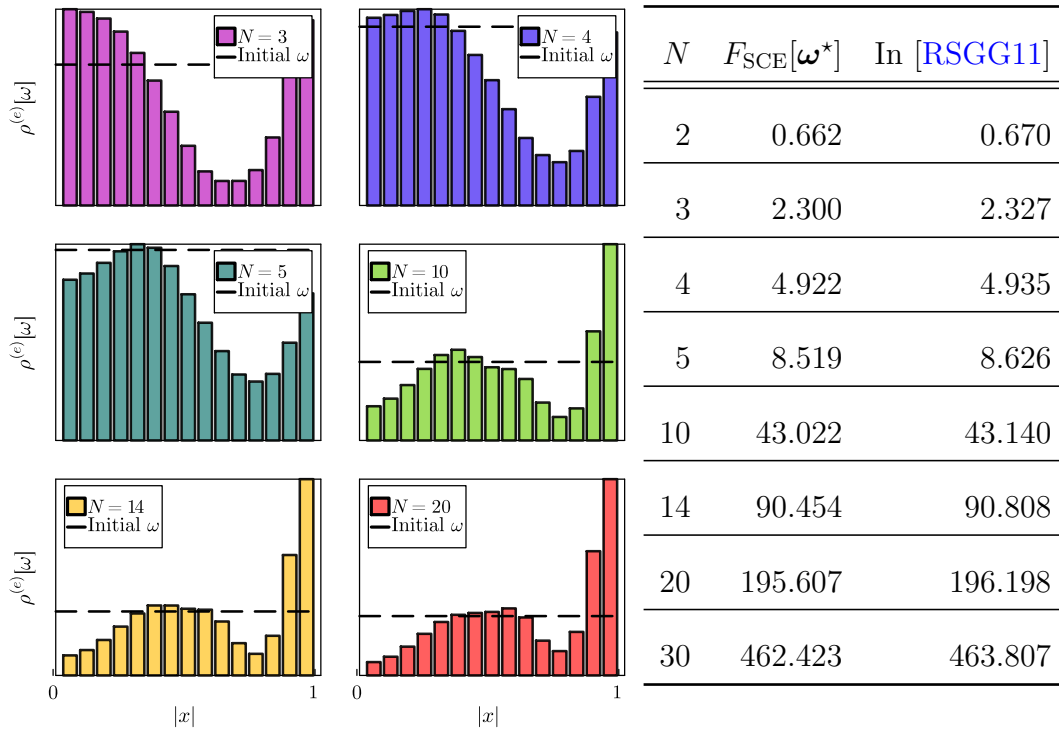 N = 3
Initial ω
ρ^(e)[ω]
N = 4
Initial ω
N = 5
Initial ω
ρ^(e)[ω]
N = 10
Initial ω
N = 14
Initial ω
ρ^(e)[ω]
0 1
|x|
N = 20
Initial ω
0 1
|x|
N F_SCE[ω⋆] In [RSGG11]
2 0.662 0.670
3 2.300 2.327
4 4.922 4.935
5 8.519 8.626
10 43.022 43.140
14 90.454 90.808
20 195.607 196.198
30 462.423 463.807